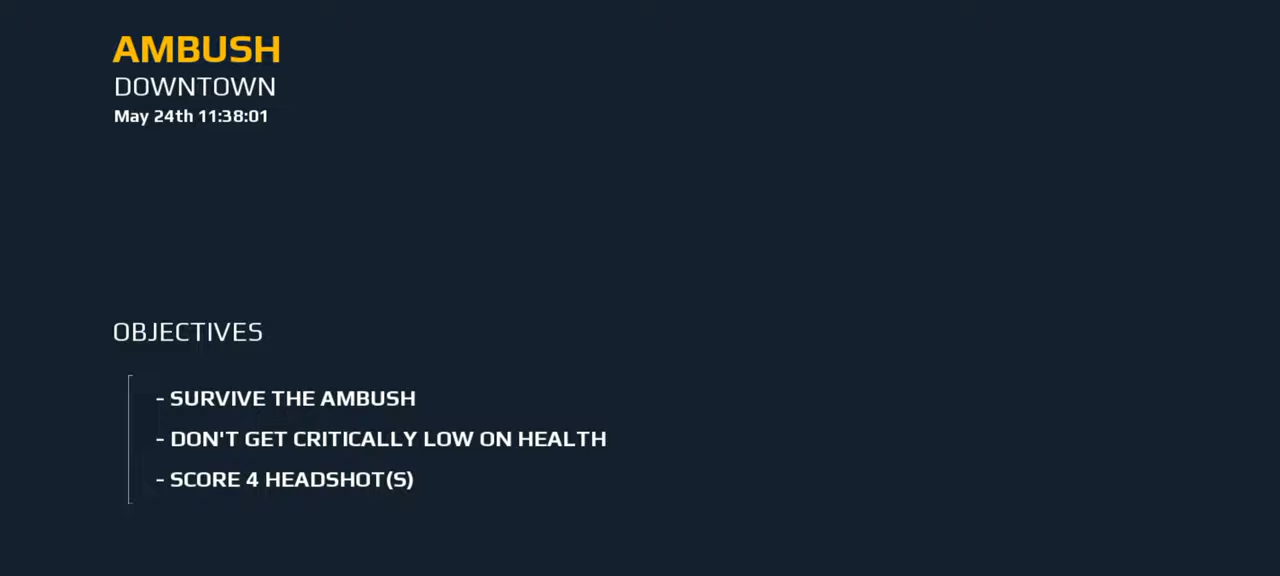 AMBUSH
DOWNTOWN
May 24th 11:38:01
OBJECTIVES
- SURVIVE THE AMBUSH
- DON'T GET CRITICALLY LOW ON HEALTH
- SCORE 4 HEADSHOT(S)